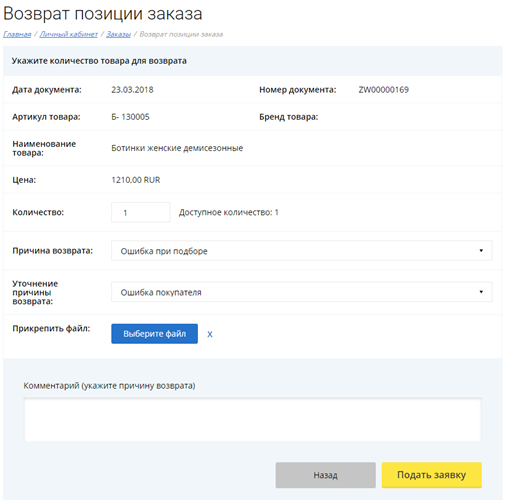 Возврат позиции заказа
Главная / Личный кабинет / Заказы / Возврат позиции заказа
Укажите количество товара для возврата
Дата документа: 23.03.2018 Номер документа: ZW00000169
Артикул товара: Б- 130005 Бренд товара:
Наименование
товара: Ботинки женские демисезонные
Цена: 1210,00 RUR
Количество: 1 Доступное количество: 1
Причина возврата: Ошибка при подборе
Уточнение
причины
возврата: Ошибка покупателя
Прикрепить файл: Выберите файл X
Комментарий (укажите причину возврата)
Назад Подать заявку